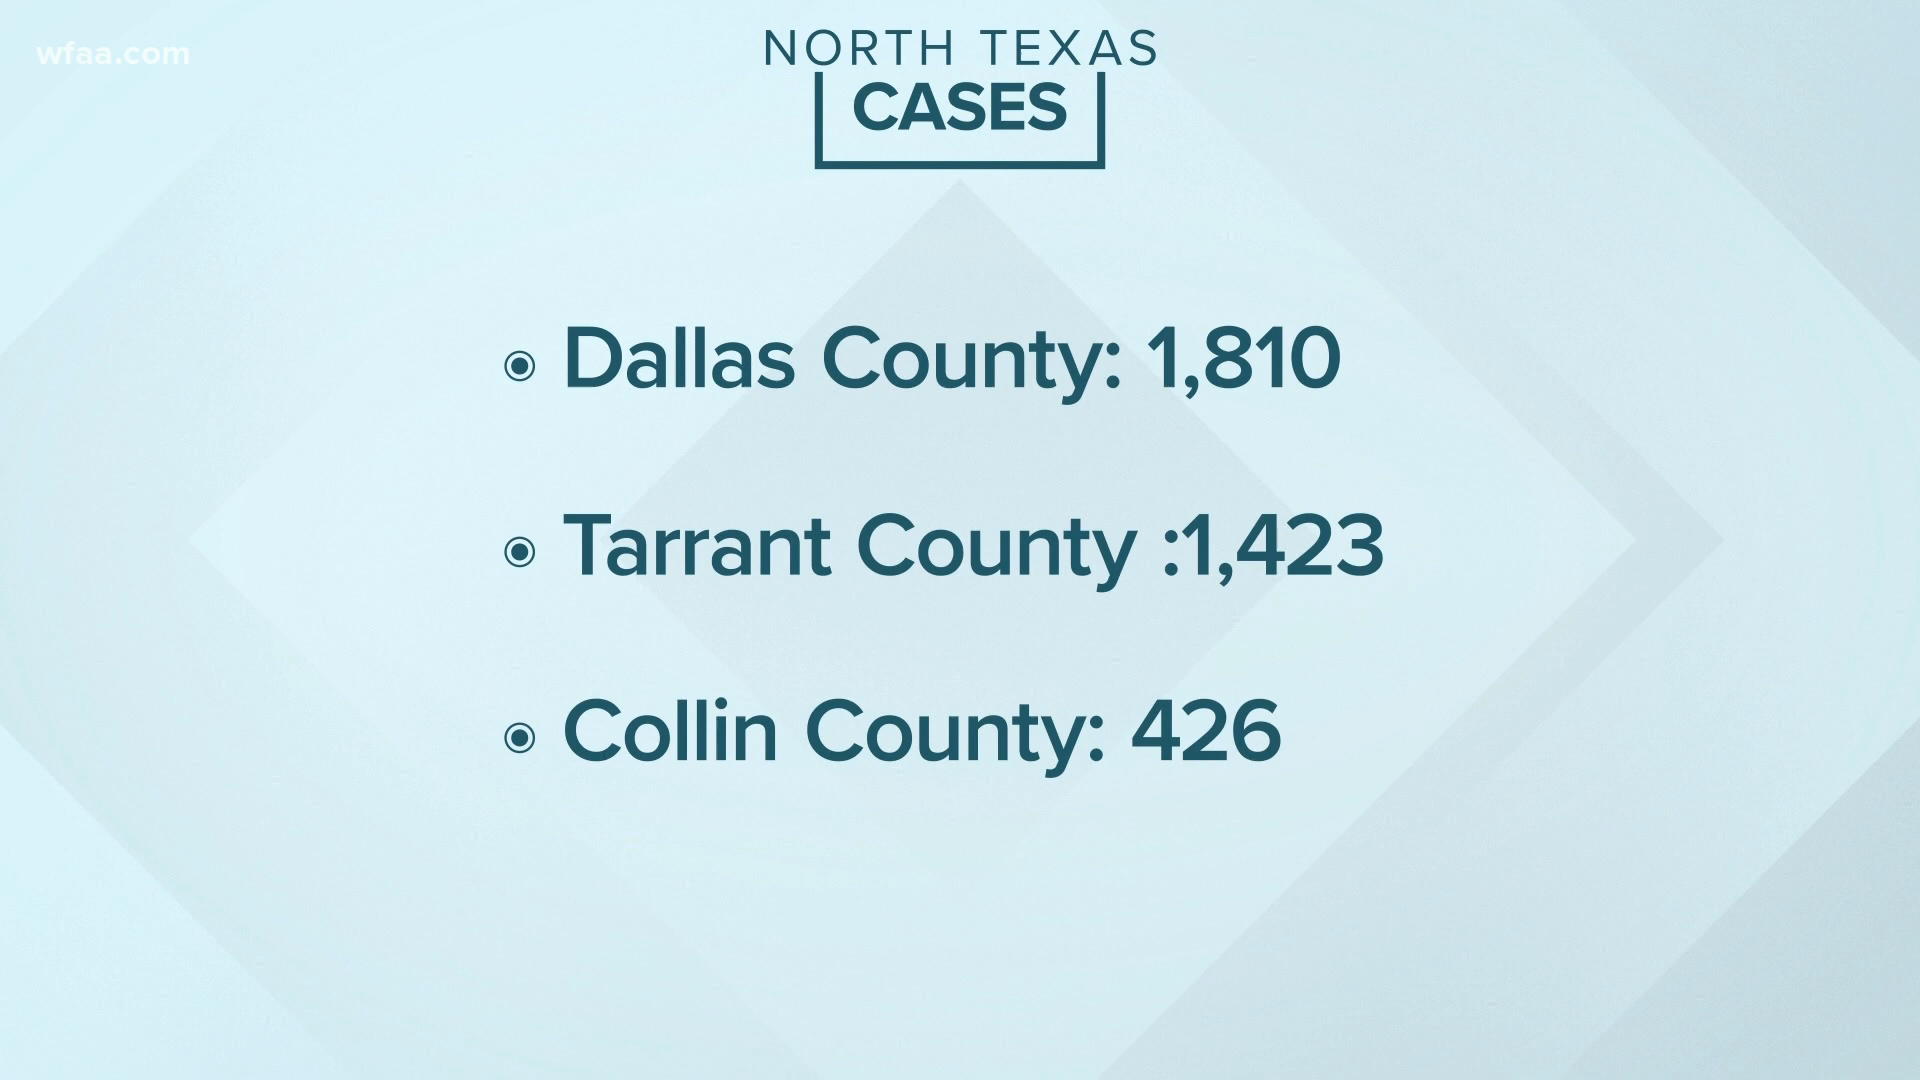 wfaa.com
NORTH TEXAS
CASES
Dallas County: 1,810
Tarrant County :1,423
Collin County: 426